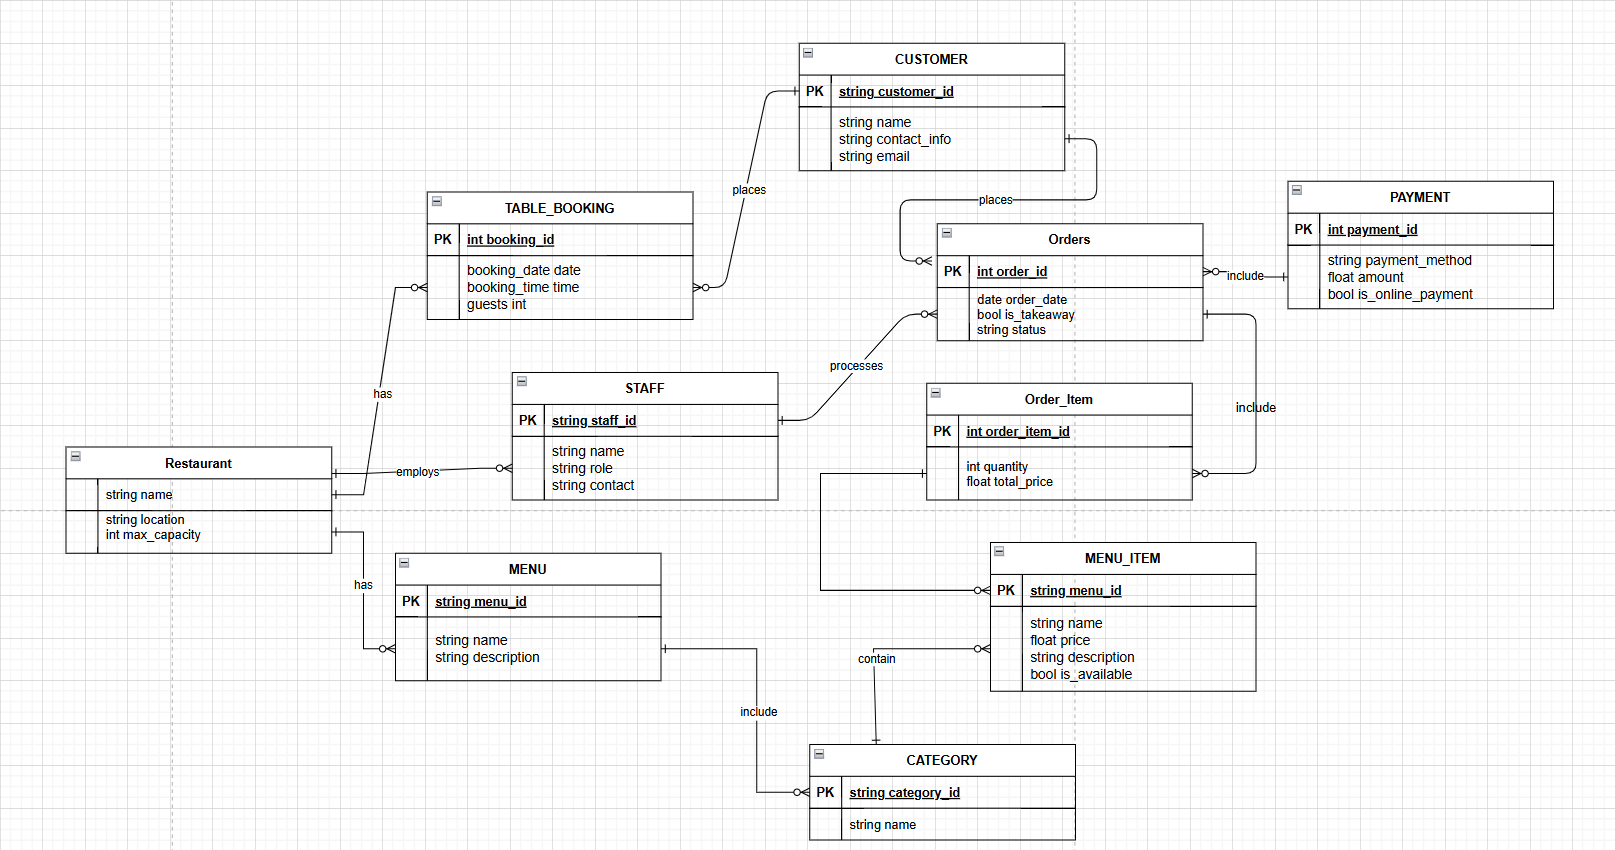 CUSTOMER
PK string customer_id
string name
string contact_info
string email
places
places
TABLE_BOOKING
PK int booking_id
booking_date date
booking_time time
guests int
PAYMENT
PK int payment_id
string payment_method
float amount
bool is_online_payment
Orders
PK int order_id
date order_date
bool is_takeaway
string status
include
has
processes
STAFF
PK string staff_id
string name
string role
string contact
Order_Item
PK int order_item_id
int quantity
float total_price
include
Restaurant
string name
string location
int max_capacity
employs
has
MENU
PK string menu_id
string name
string description
MENU_ITEM
PK string menu_id
string name
float price
string description
bool is_available
contain
include
CATEGORY
PK string category_id
string name